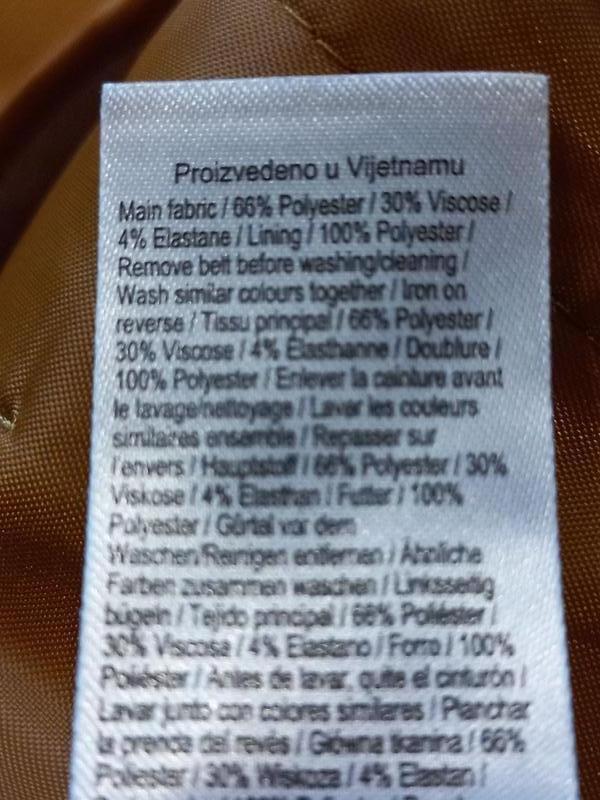 Proizvedeno u Vijetnamu
Main fabric / 66% Polyester / 30% Viscose /
4% Elastane / Lining / 100% Polyester /
Remove belt before washing/cleaning /
Wash similar colours together / Iron on
reverse / Tissu principal / 66% Polyester /
30% Viscose / 4% Élasthanne / Doublure /
100% Polyester / Enlever la ceinture avant
le lavage/nettoyage / Laver les couleurs
similaires ensemble / Repasser sur
l'envers / Hauptstoff / 66% Polyester / 30%
Viskose / 4% Elasthan / Futter / 100%
Polyester / Gürtel vor dem
Waschen/Reinigen entfernen / Ähnliche
Farben zusammen waschen / Linksseitig
bügeln / Tejido principal / 66% Poliéster /
30% Viscosa / 4% Elastano / Forro / 100%
Poliéster / Antes de lavar, quite el cinturón /
Lavar junto con colores similares / Planchar
la prenda del revés / Główna tkanina / 66%
Poliester / 30% Wiskoza / 4% Elastan /